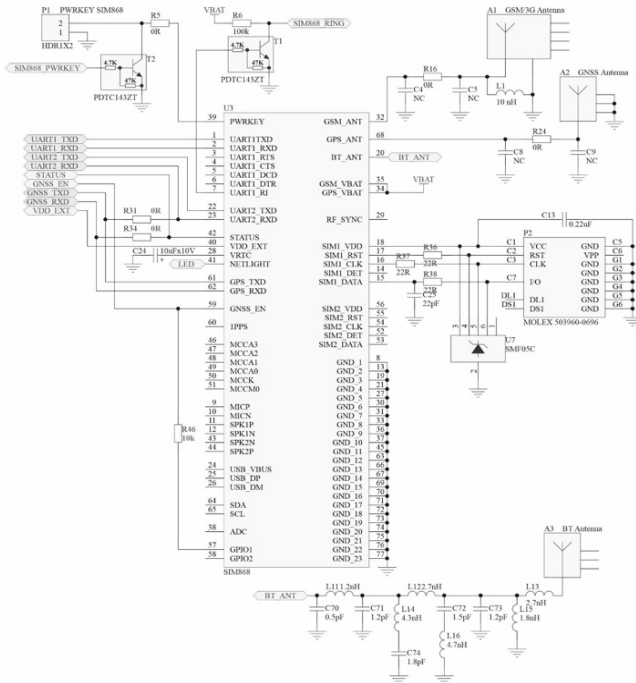 P1 PWRKEY SIM868
2
1
HDR1X2
R5
0R
VBAT
R6
100k
SIM868_RING
SIM868_PWRKEY
4.7K
47K
T2
PDTC143ZT
4.7K
47K
T1
PDTC143ZT
A1 GSM/3G Antenna
R16
0R
C4
NC
C5
NC
L1
10 nH
A2 GNSS Antenna
R24
0R
C8
NC
C9
NC
U3
39 PWRKEY
1 UART1TXD
2 UART1_RXD
3 UART1_RTS
4 UART1_CTS
5 UART1_DCD
6 UART1_DTR
7 UART1_RI
22 UART2_TXD
23 UART2_RXD
42 STATUS
40 VDD_EXT
28 VRTC
41 NETLIGHT
61 GPS_TXD
62 GPS_RXD
59 GNSS_EN
60 1PPS
46 MCCA3
47 MCCA2
48 MCCA1
49 MCCA0
50 MCCK
51 MCCM0
9 MICP
10 MICN
11 SPK1P
12 SPK1N
43 SPK2N
44 SPK2P
24 USB_VBUS
25 USB_DP
26 USB_DM
64 SDA
65 SCL
38 ADC
57 GPIO1
58 GPIO2
SIM868
UART1_TXD
UART1_RXD
UART2_TXD
UART2_RXD
STATUS
GNSS_EN
GNSS_TXD
GNSS_RXD
VDD_EXT
R31 0R
R34 0R
C24 10uFx10V
+
LED
R46
10k
GSM_ANT 32
GPS_ANT 68
BT_ANT 20
BT_ANT
GSM_VBAT 35
GPS_VBAT 34
VBAT
RF_SYNC 29
SIM1_VDD 18
SIM1_RST 17
SIM1_CLK 16
SIM1_DET 14
SIM1_DATA 15
SIM2_VDD 56
SIM2_RST 55
SIM2_CLK 54
SIM2_DET 52
SIM2_DATA 53
GND_1 8
GND_2 13
GND_3 19
GND_4 21
GND_5 27
GND_6 30
GND_7 31
GND_8 33
GND_9 36
GND_10 37
GND_11 45
GND_12 63
GND_13 66
GND_14 67
GND_15 69
GND_16 70
GND_17 71
GND_18 72
GND_19 73
GND_20 74
GND_21 75
GND_22 76
GND_23 77
R36
R37
22R
22R
R38
22R
C25
22pF
C13
0.22uF
P2
C1 VCC GND C5
C2 RST VPP C6
C3 CLK GND G1
GND G2
C7 I/O GND G3
GND G4
DL1 DL1 GND G5
DS1 DS1 GND G6
MOLEX 503960-0696
3 4 5 6 1
U7
SMF05C
2
A3 BT Antenna
BT_ANT
L11 1.2nH
L12 2.7nH
L13
2.7nH
C70
0.5pF
C71
1.2pF
L14
4.3nH
C74
1.8pF
C72
1.5pF
L16
4.7nH
C73
1.2pF
L15
1.8nH